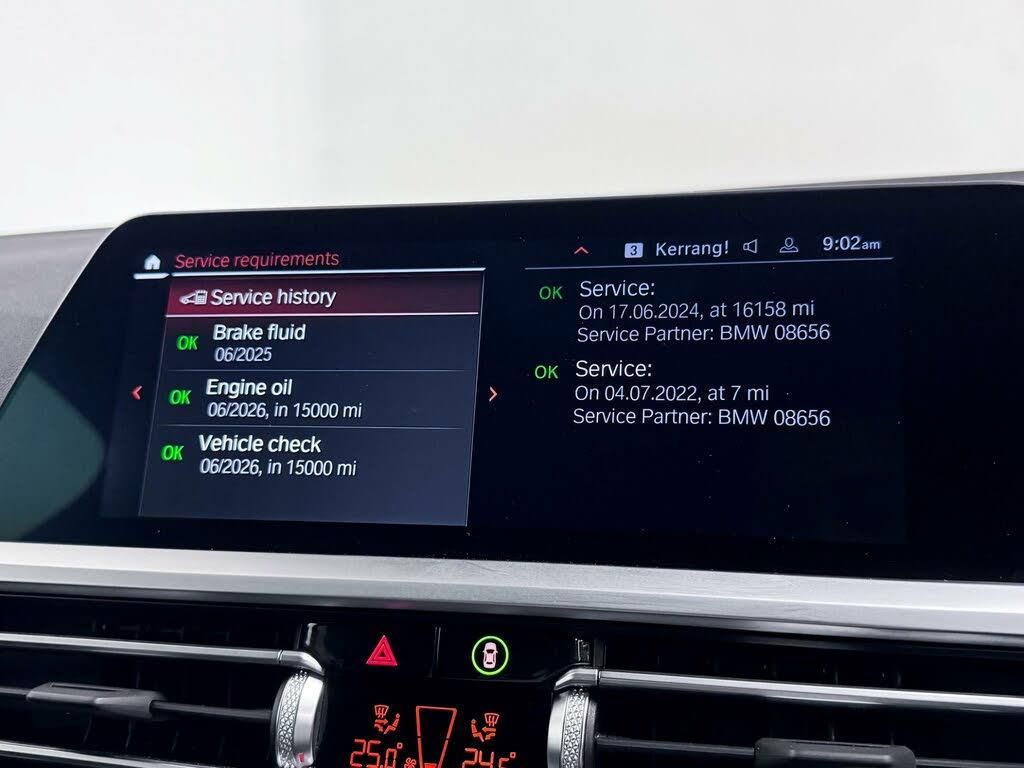 Service requirements
3 Kerrang! 9:02am
Service history
OK Brake fluid
06/2025
OK Engine oil
06/2026, in 15000 mi
OK Vehicle check
06/2026, in 15000 mi
OK Service:
On 17.06.2024, at 16158 mi
Service Partner: BMW 08656
OK Service:
On 04.07.2022, at 7 mi
Service Partner: BMW 08656
25.0°